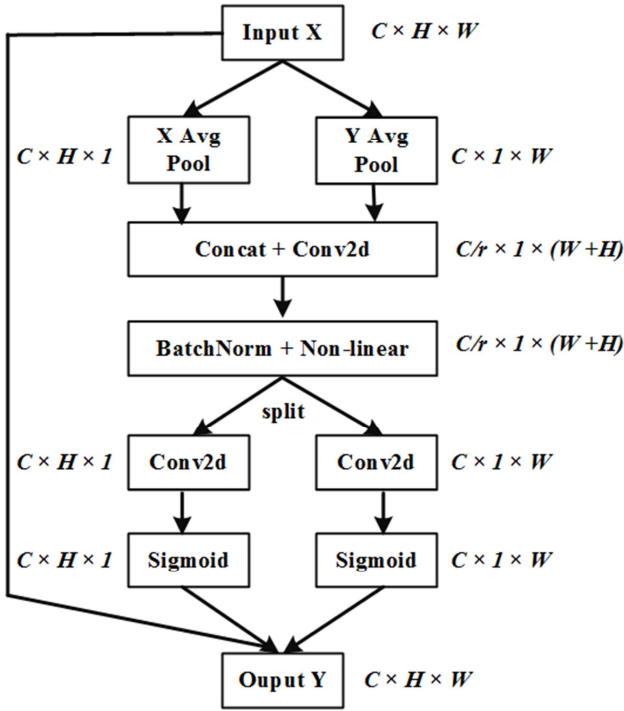 Input X
C × H × W
X Avg
Pool
C × H × 1
Y Avg
Pool
C × 1 × W
Concat + Conv2d
C/r × 1 × (W +H)
BatchNorm + Non-linear
C/r × 1 × (W +H)
split
C × H × 1
Conv2d
Conv2d
C × 1 × W
C × H × 1
Sigmoid
Sigmoid
C × 1 × W
Ouput Y
C × H × W